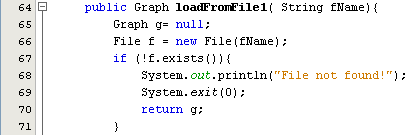 64 public Graph loadFromFile1( String fName){
65 Graph g= null;
66 File f = new File(fName);
67 if (!f.exists()){
68 System.out.println("File not found!");
69 System.exit(0);
70 return g;
71 }